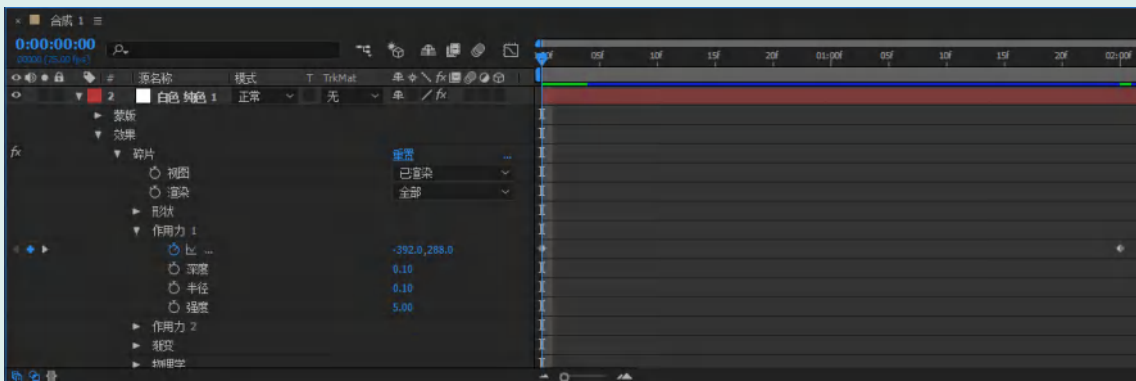 × 合成 1 ≡
0:00:00:00
00000 (25.00 fps)
:00f 05f 10f 15f 20f 01:00f 05f 10f 15f 20f 02:00f
# 源名称 模式 T TrkMat fx
2 白色 纯色 1 正常 无 fx
蒙版
效果
fx 碎片 重置 ...
视图 已渲染
渲染 全部
形状
作用力 1
... -392.0,288.0
深度 0.10
半径 0.10
强度 5.00
作用力 2
渐变
物理学